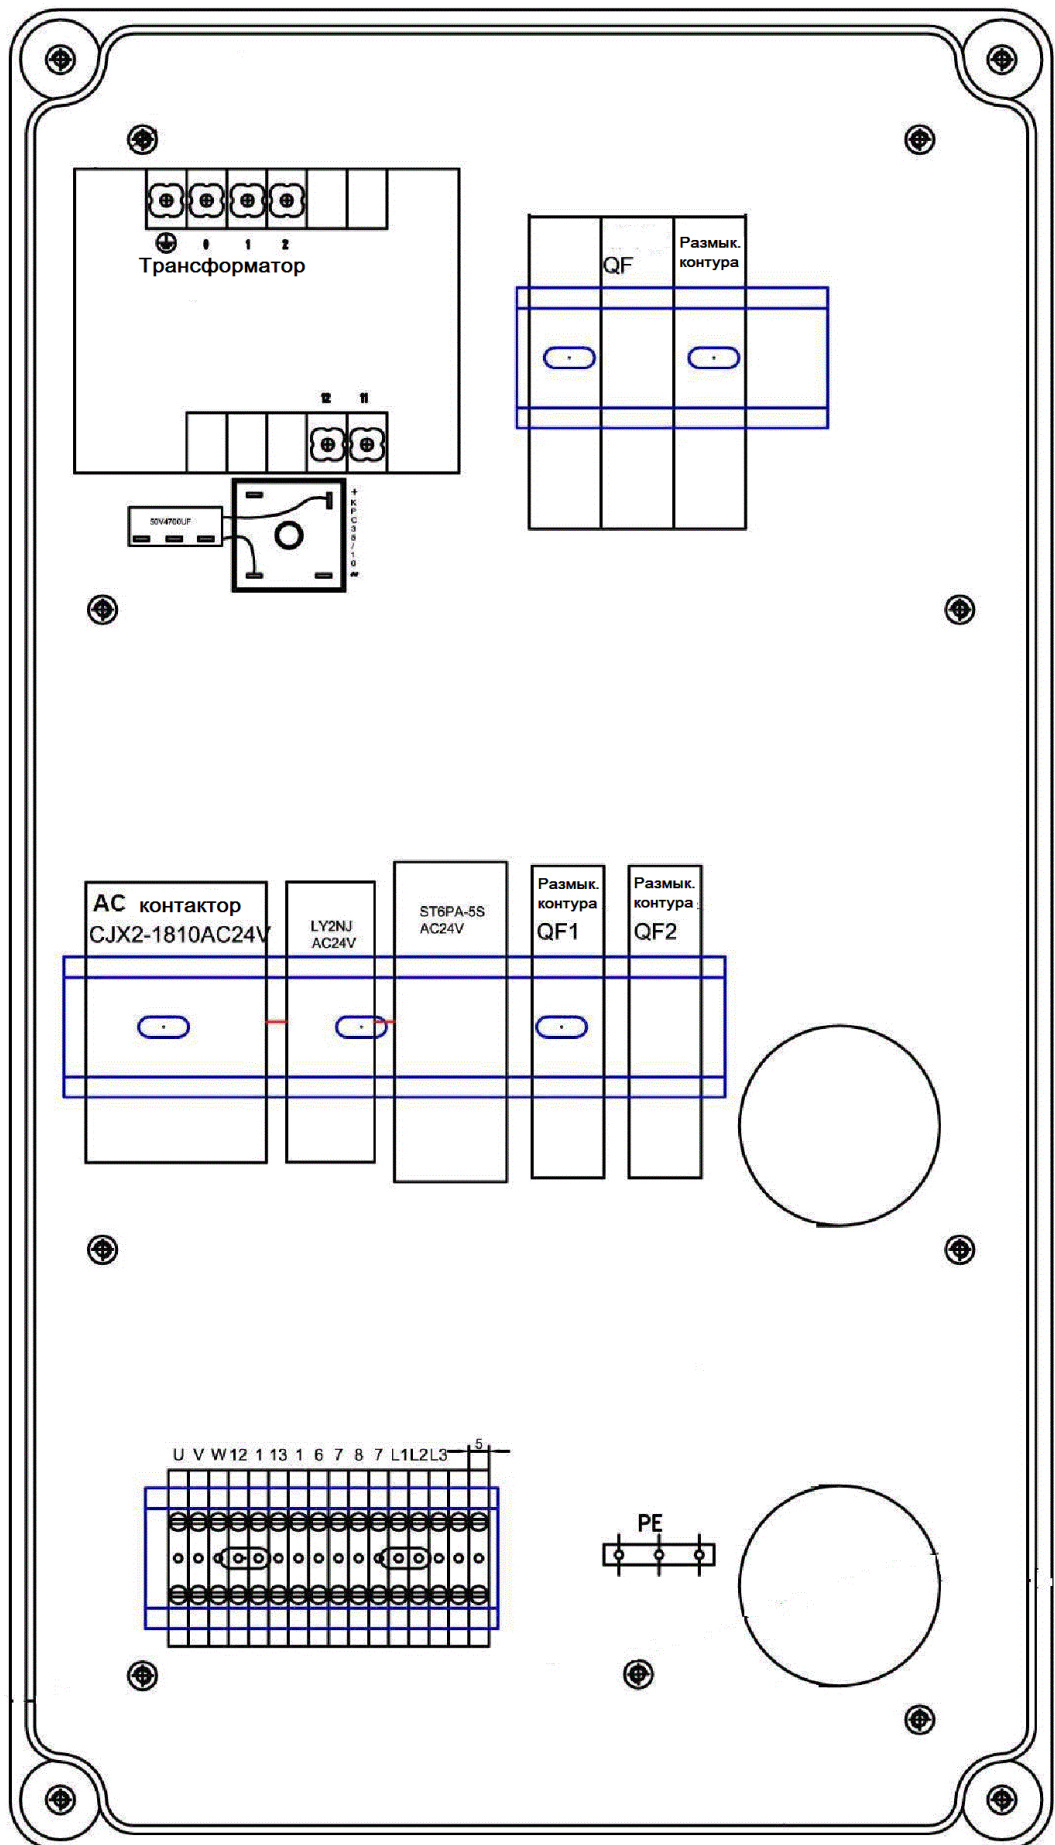 0 1 2
Трансформатор
12 11
50V4700UF
+KPC35/10~
QF
Размык.
контура
AC контактор
CJX2-1810AC24V
LY2NJ
AC24V
ST6PA-5S
AC24V
Размык.
контура
QF1
Размык.
контура
QF2
U V W 12 1 13 1 6 7 8 7 L1 L2 L3
5
PE